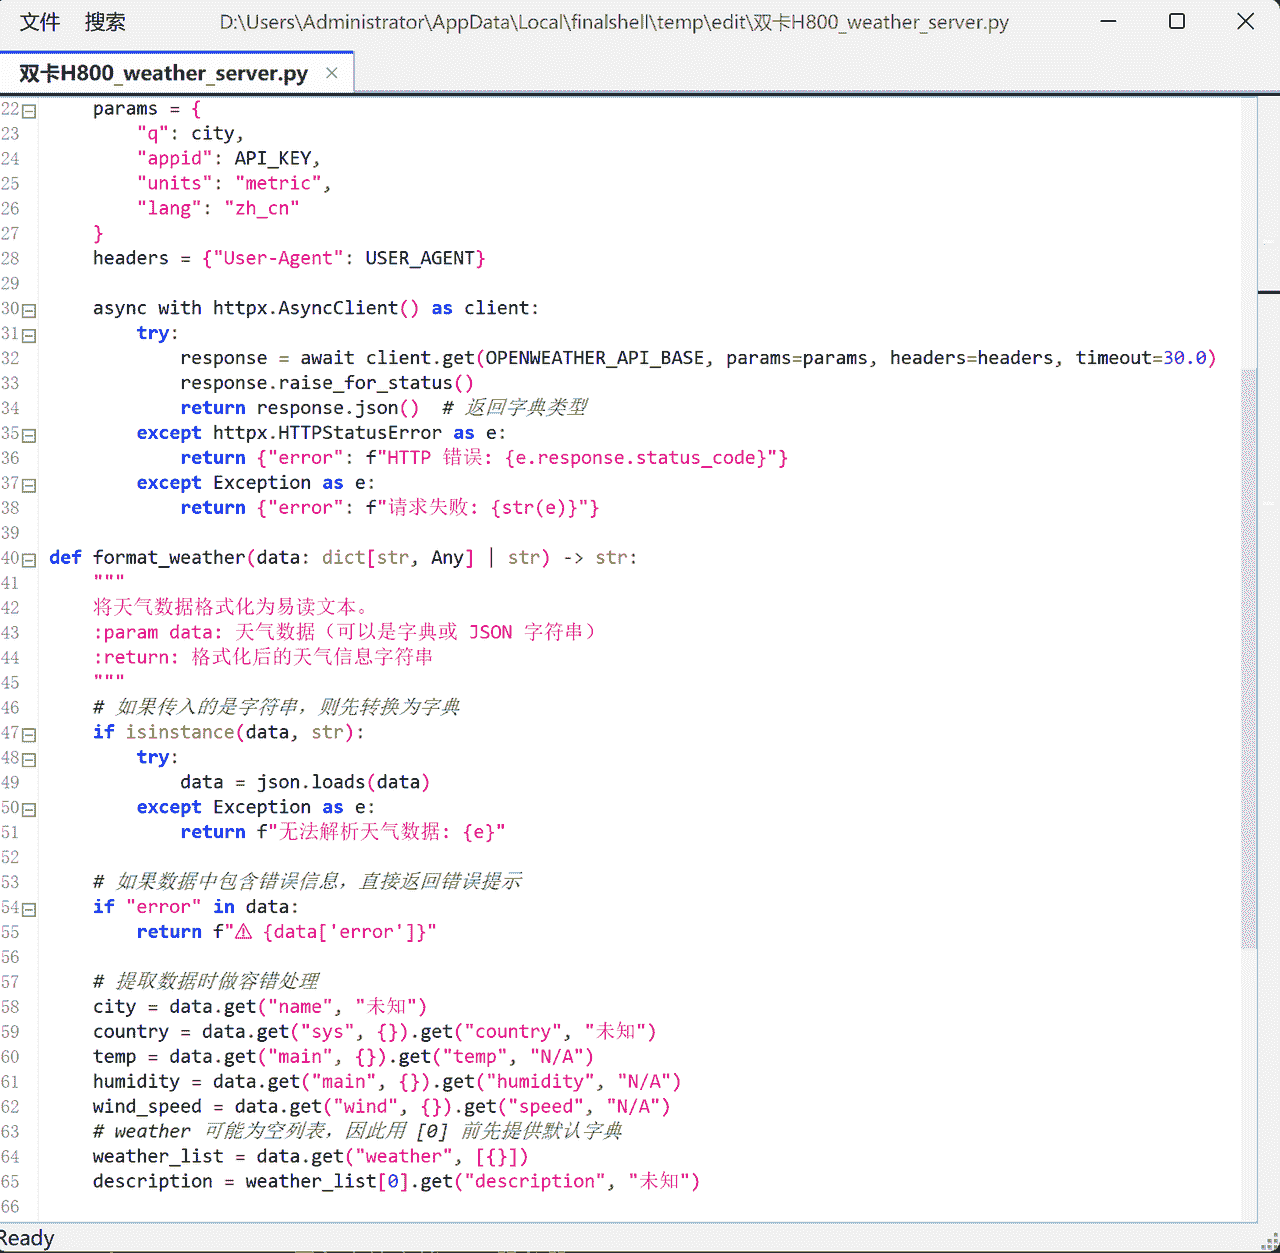 文件 搜索 D:\Users\Administrator\AppData\Local\finalshell\temp\edit\双卡H800_weather_server.py
双卡H800_weather_server.py
22 params = {
23 "q": city,
24 "appid": API_KEY,
25 "units": "metric",
26 "lang": "zh_cn"
27 }
28 headers = {"User-Agent": USER_AGENT}
29
30 async with httpx.AsyncClient() as client:
31 try:
32 response = await client.get(OPENWEATHER_API_BASE, params=params, headers=headers, timeout=30.0)
33 response.raise_for_status()
34 return response.json()  # 返回字典类型
35 except httpx.HTTPStatusError as e:
36 return {"error": f"HTTP 错误: {e.response.status_code}"}
37 except Exception as e:
38 return {"error": f"请求失败: {str(e)}"}
39
40 def format_weather(data: dict[str, Any] | str) -> str:
41 """
42 将天气数据格式化为易读文本。
43 :param data: 天气数据（可以是字典或 JSON 字符串）
44 :return: 格式化后的天气信息字符串
45 """
46 # 如果传入的是字符串，则先转换为字典
47 if isinstance(data, str):
48 try:
49 data = json.loads(data)
50 except Exception as e:
51 return f"无法解析天气数据: {e}"
52
53 # 如果数据中包含错误信息，直接返回错误提示
54 if "error" in data:
55 return f"⚠ {data['error']}"
56
57 # 提取数据时做容错处理
58 city = data.get("name", "未知")
59 country = data.get("sys", {}).get("country", "未知")
60 temp = data.get("main", {}).get("temp", "N/A")
61 humidity = data.get("main", {}).get("humidity", "N/A")
62 wind_speed = data.get("wind", {}).get("speed", "N/A")
63 # weather 可能为空列表，因此用 [0] 前先提供默认字典
64 weather_list = data.get("weather", [{}])
65 description = weather_list[0].get("description", "未知")
66
Ready